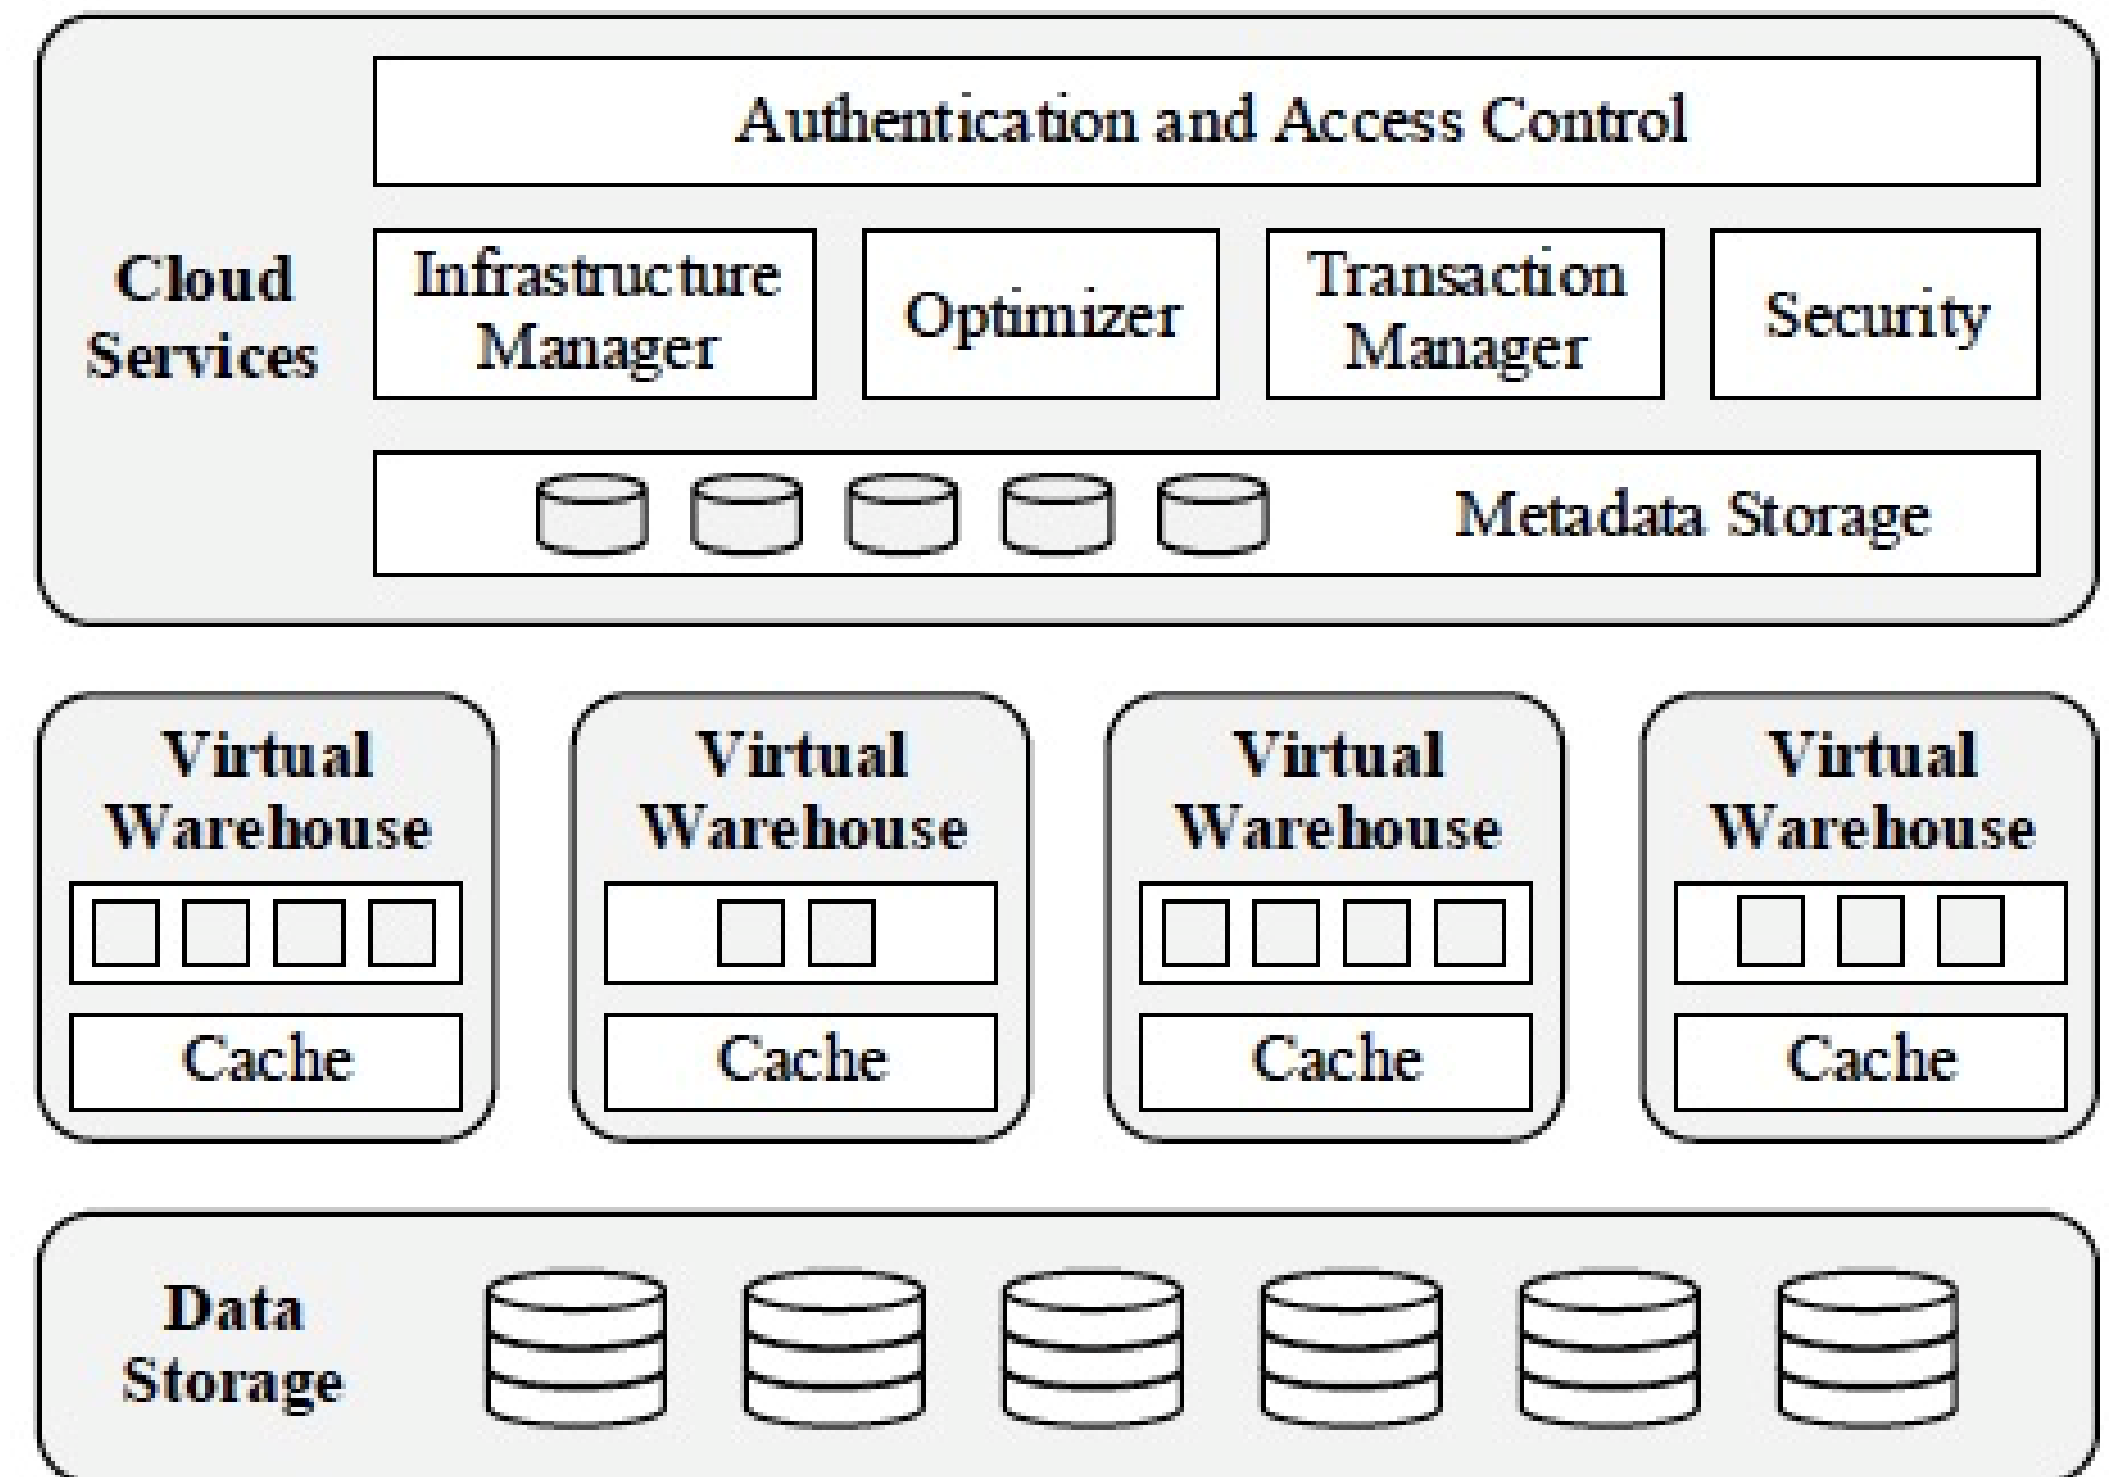 Authentication and Access Control
Cloud
Services
Infrastructure
Manager
Optimizer
Transaction
Manager
Security
Metadata Storage
Virtual
Warehouse
Cache
Virtual
Warehouse
Cache
Virtual
Warehouse
Cache
Virtual
Warehouse
Cache
Data
Storage